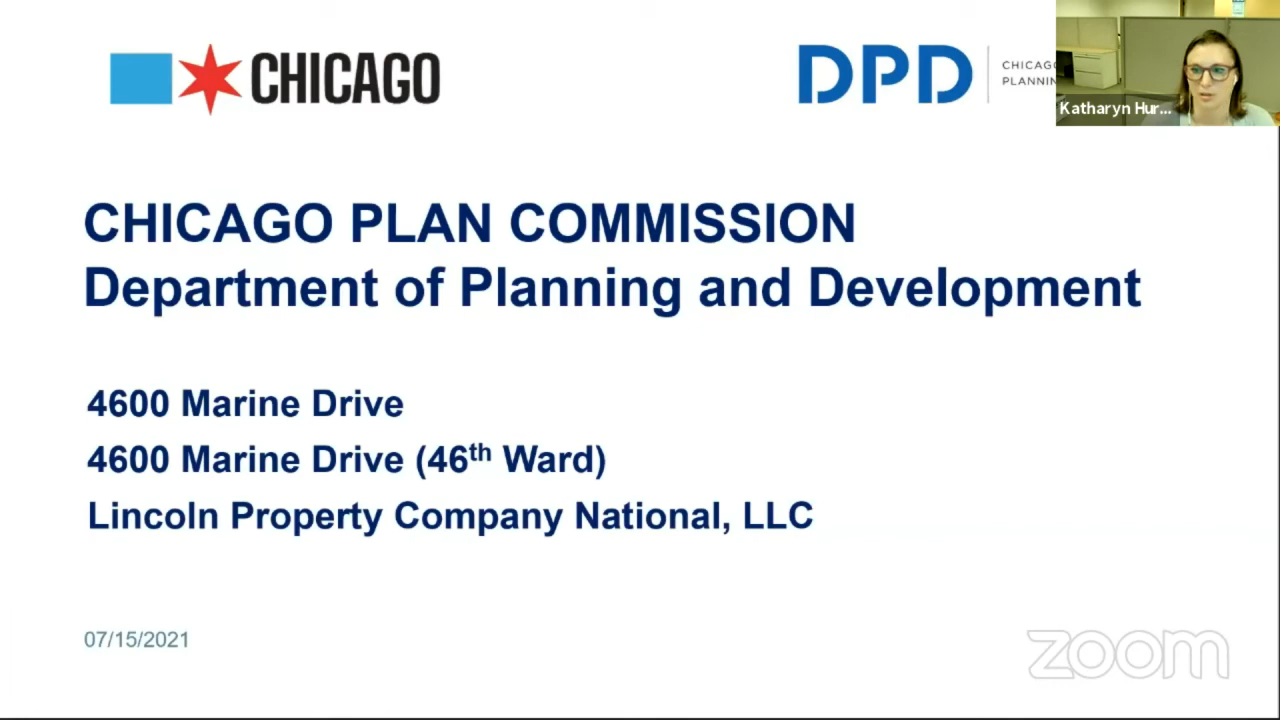 CHICAGO
DPD
CHICAGO
PLANNIN
Katharyn Hur...
CHICAGO PLAN COMMISSION
Department of Planning and Development
4600 Marine Drive
4600 Marine Drive (46th Ward)
Lincoln Property Company National, LLC
07/15/2021
zoom